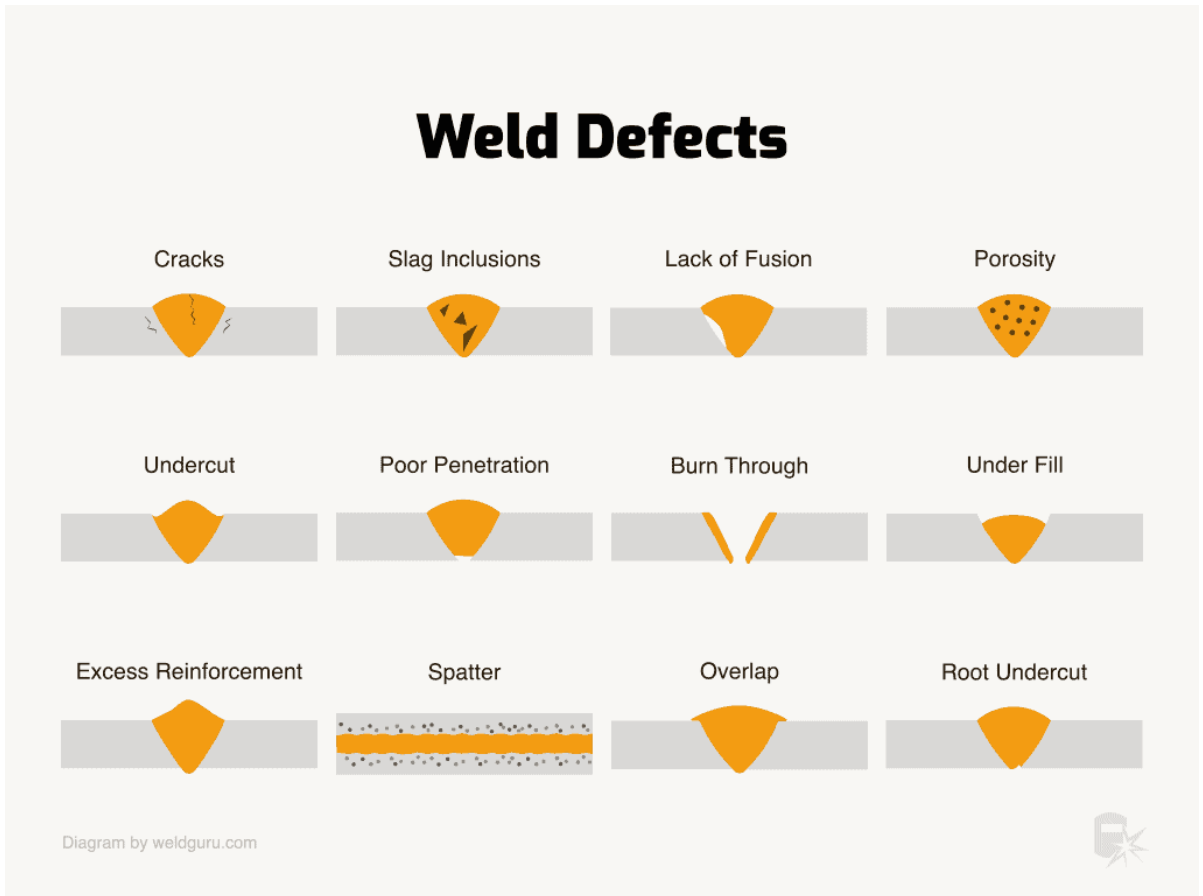 Weld Defects
Cracks
Slag Inclusions
Lack of Fusion
Porosity
Undercut
Poor Penetration
Burn Through
Under Fill
Excess Reinforcement
Spatter
Overlap
Root Undercut
Diagram by weldguru.com